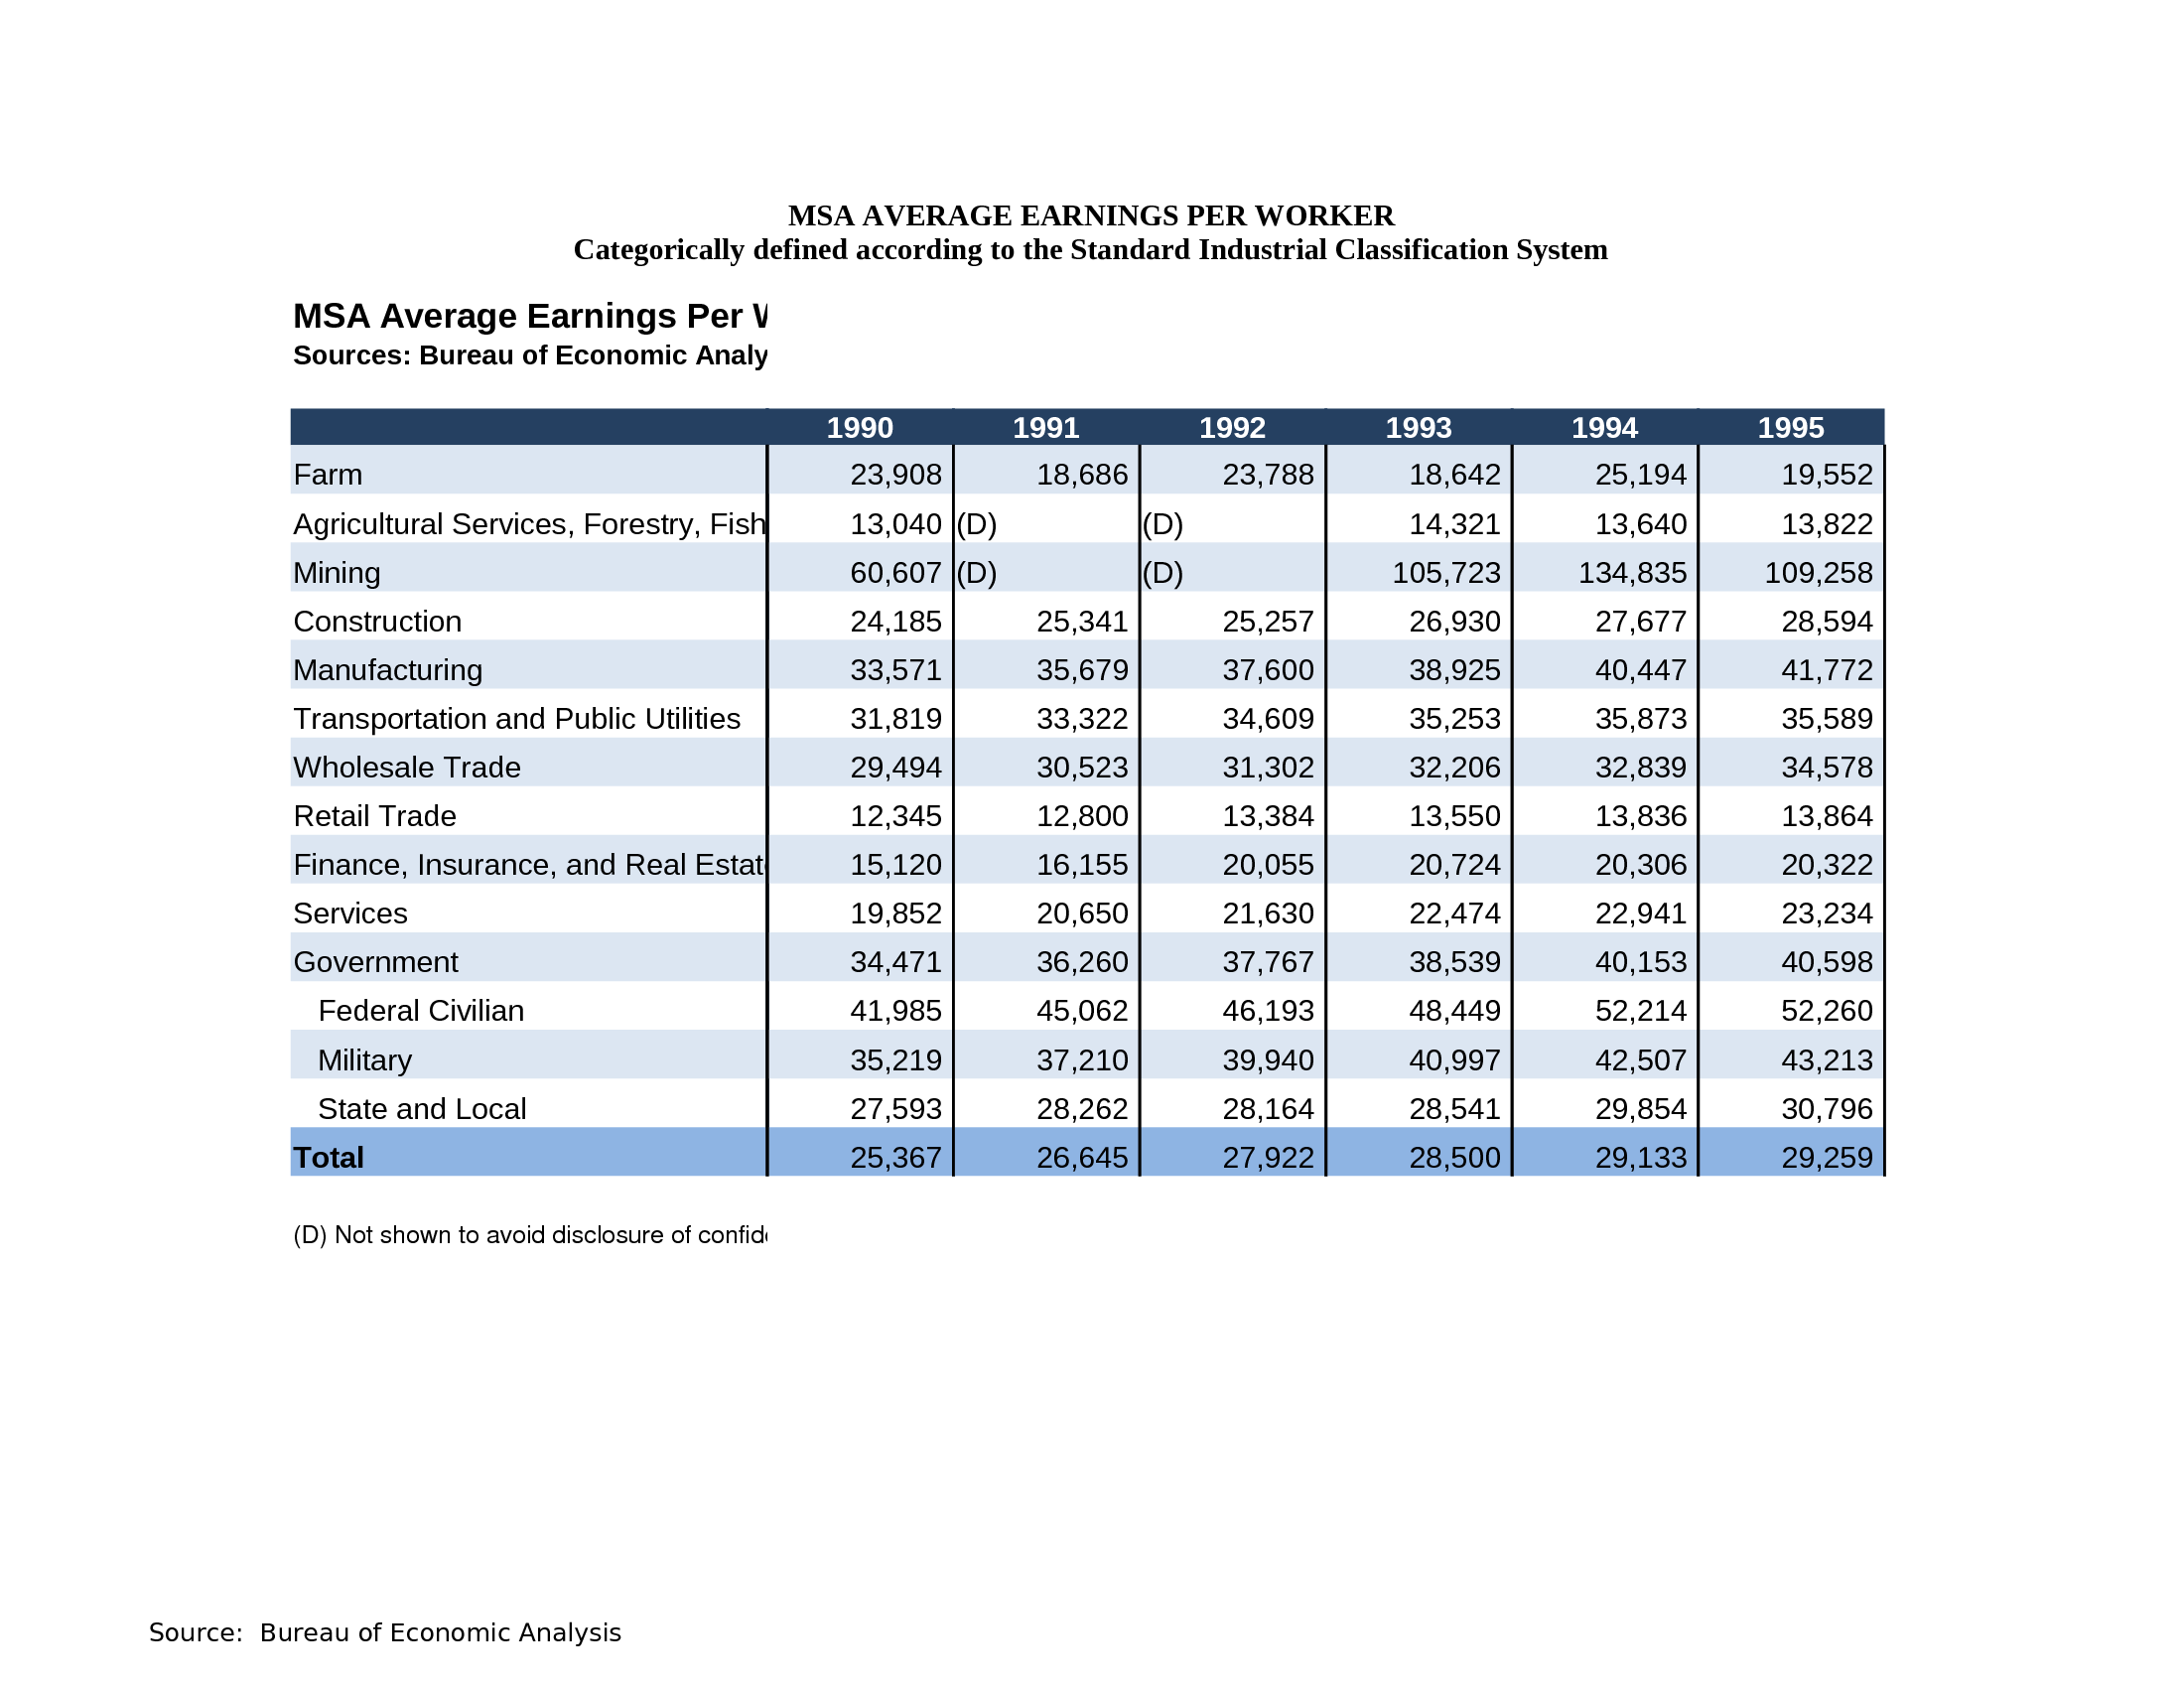 MSA AVERAGE EARNINGS PER WORKER
Categorically defined according to the Standard Industrial Classification System
MSA Average Earnings Per
Sources: Bureau of Economic
1990 1991 1992 1993 1994 1995
Farm 23,908 18,686 23,788 18,642 25,194 19,552
Agricultural Services, Forestry, Fish 13,040 (D) (D) 14,321 13,640 13,822
Mining 60,607 (D) (D) 105,723 134,835 109,258
Construction 24,185 25,341 25,257 26,930 27,677 28,594
Manufacturing 33,571 35,679 37,600 38,925 40,447 41,772
Transportation and Public Utilities 31,819 33,322 34,609 35,253 35,873 35,589
Wholesale Trade 29,494 30,523 31,302 32,206 32,839 34,578
Retail Trade 12,345 12,800 13,384 13,550 13,836 13,864
Finance, Insurance, and Real Estate 15,120 16,155 20,055 20,724 20,306 20,322
Services 19,852 20,650 21,630 22,474 22,941 23,234
Government 34,471 36,260 37,767 38,539 40,153 40,598
Federal Civilian 41,985 45,062 46,193 48,449 52,214 52,260
Military 35,219 37,210 39,940 40,997 42,507 43,213
State and Local 27,593 28,262 28,164 28,541 29,854 30,796
Total 25,367 26,645 27,922 28,500 29,133 29,259
(D) Not shown to avoid disclosure of
Source: Bureau of Economic Analysis